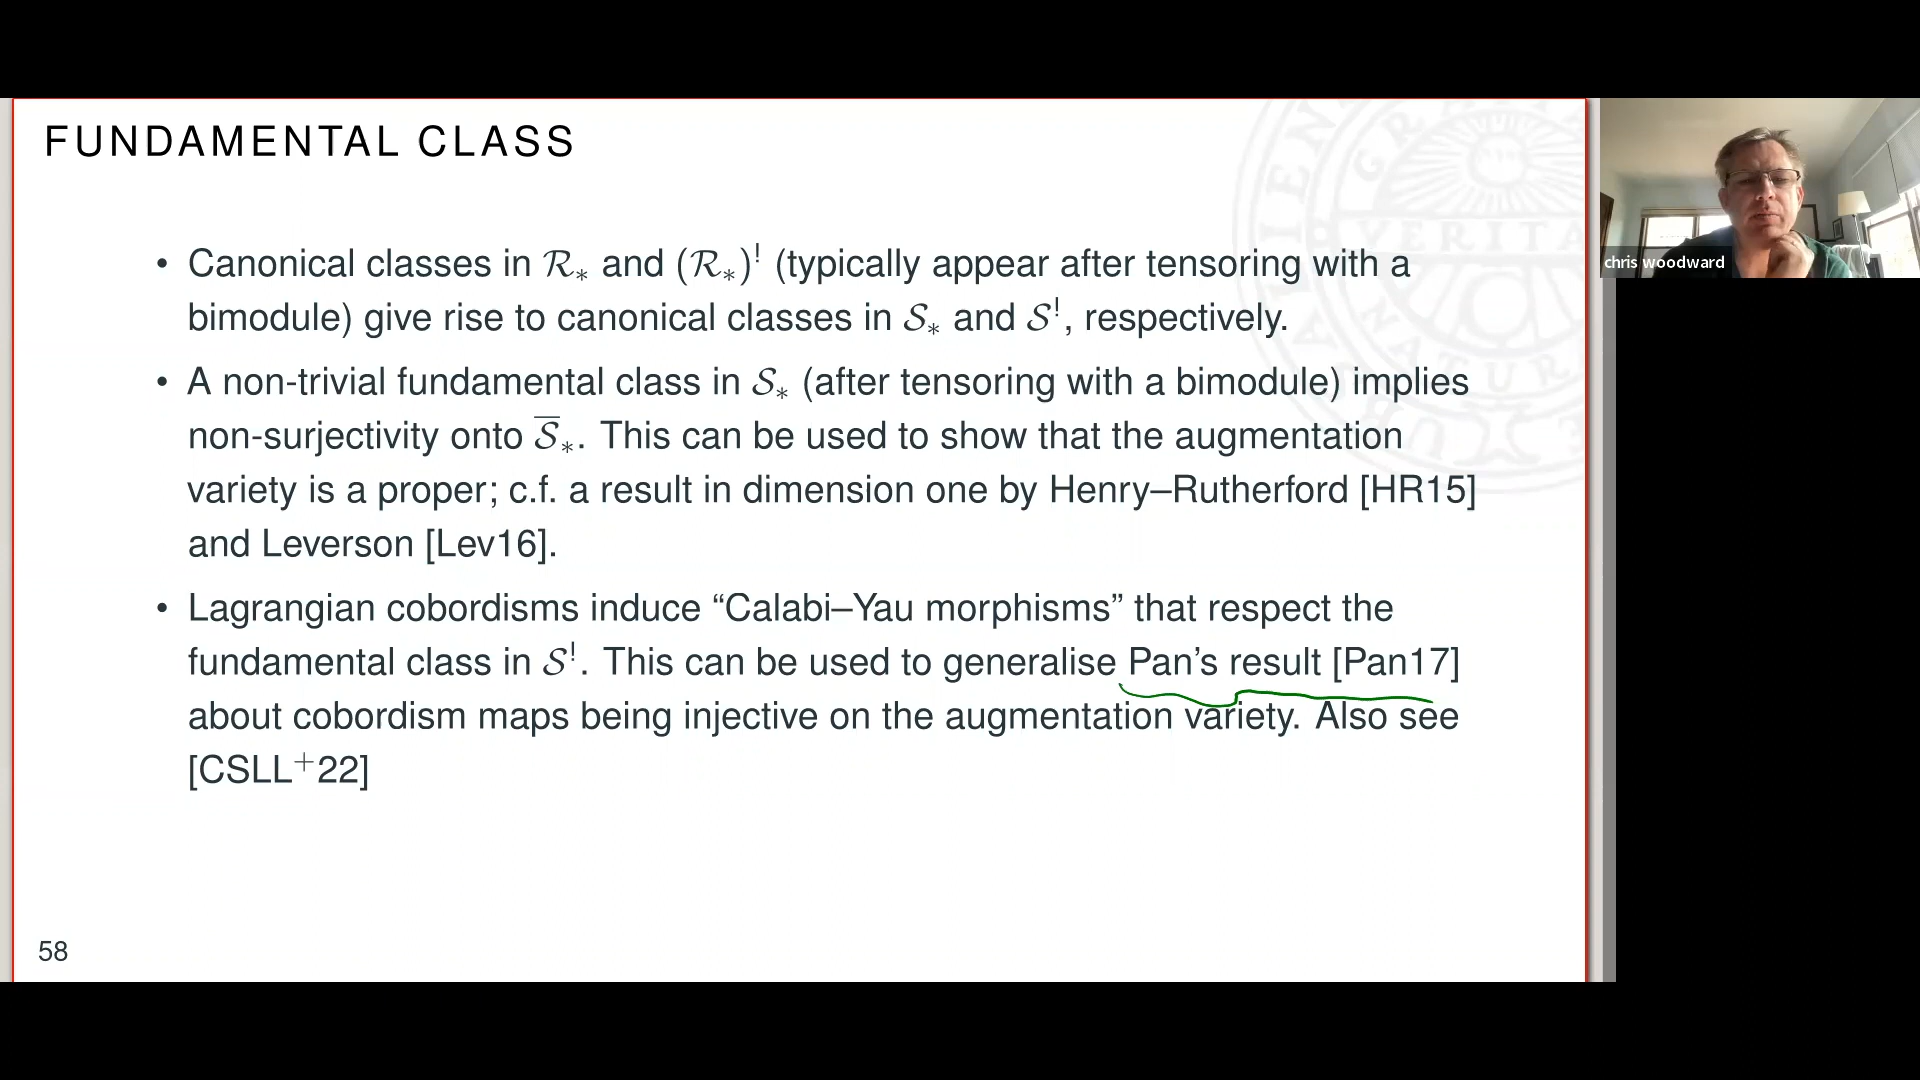 FUNDAMENTAL CLASS
• Canonical classes in 𝓡∗ and (𝓡∗)! (typically appear after tensoring with a
bimodule) give rise to canonical classes in 𝓢∗ and 𝓢!, respectively.
• A non-trivial fundamental class in 𝓢∗ (after tensoring with a bimodule) implies
non-surjectivity onto 𝓢̅∗. This can be used to show that the augmentation
variety is a proper; c.f. a result in dimension one by Henry–Rutherford [HR15]
and Leverson [Lev16].
• Lagrangian cobordisms induce “Calabi–Yau morphisms” that respect the
fundamental class in 𝓢!. This can be used to generalise Pan’s result [Pan17]
about cobordism maps being injective on the augmentation variety. Also see
[CSLL+22]
58
chris woodward